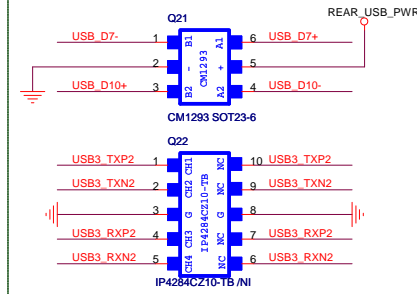 REAR_USB_PWR
Q21
USB_D7- 1 B1 A1 6 USB_D7+
2 - + 5
USB_D10+ 3 B2 A2 4 USB_D10-
CM1293
CM1293 SOT23-6
Q22
USB3_TXP2 1 CH1 NC 10 USB3_TXP2
USB3_TXN2 2 CH2 NC 9 USB3_TXN2
3 G G 8
USB3_RXP2 4 CH3 NC 7 USB3_RXP2
USB3_RXN2 5 CH4 NC 6 USB3_RXN2
IP4284CZ10-TB
IP4284CZ10-TB /NI